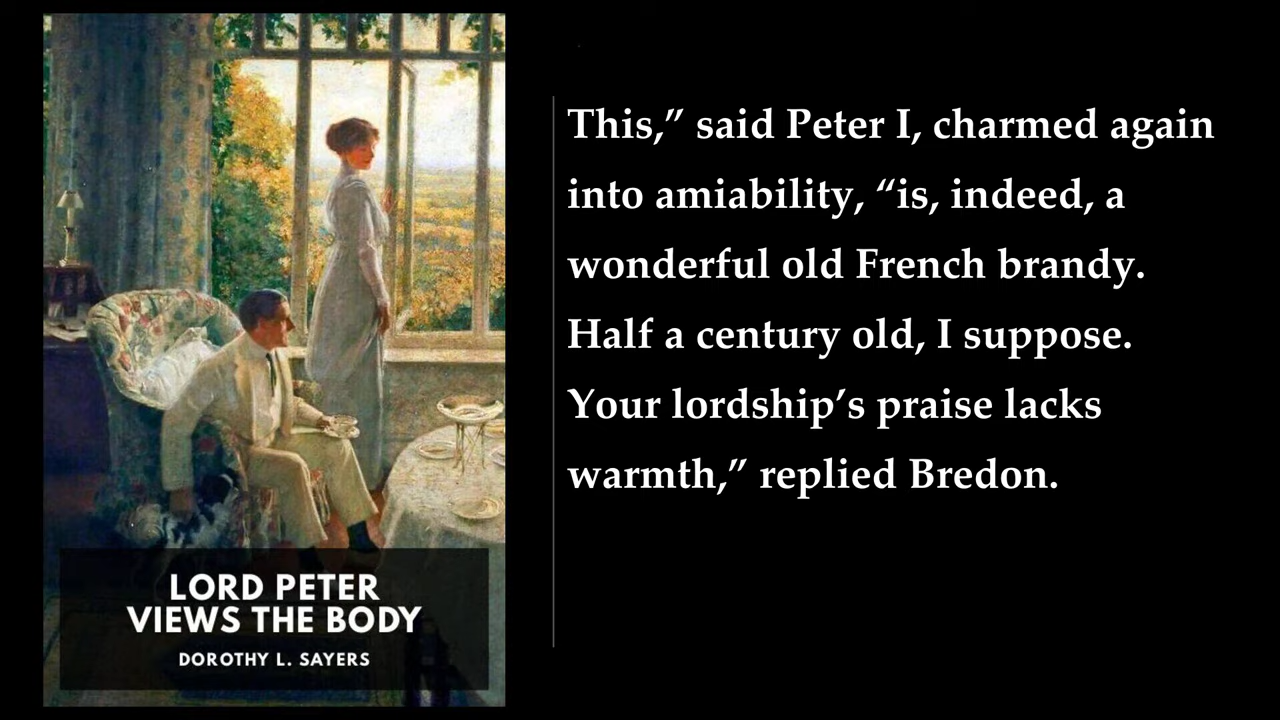 This,” said Peter I, charmed again
into amiability, “is, indeed, a
wonderful old French brandy.
Half a century old, I suppose.
Your lordship’s praise lacks
warmth,” replied Bredon.
LORD PETER
VIEWS THE BODY
DOROTHY L. SAYERS